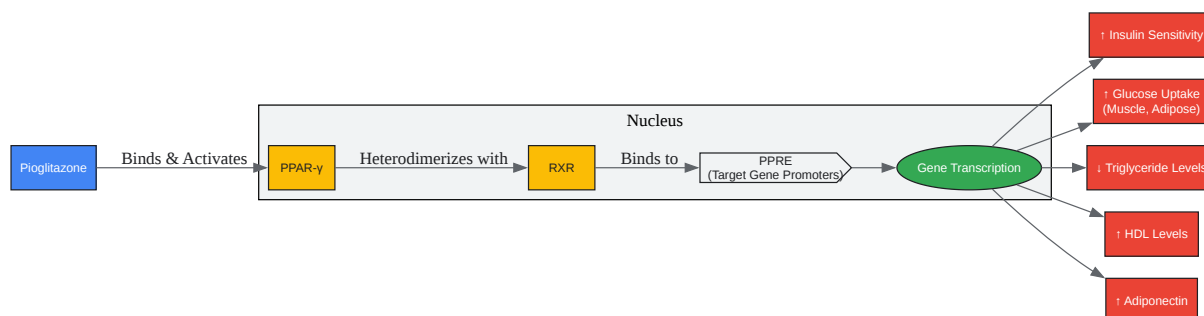 Nucleus
Pioglitazone
Binds & Activates
PPAR-γ
Heterodimerizes with
RXR
Binds to
PPRE
(Target Gene Promoters)
Gene Transcription
↑ Insulin Sensitivity
↑ Glucose Uptake
(Muscle, Adipose)
↓ Triglyceride Levels
↑ HDL Levels
↑ Adiponectin